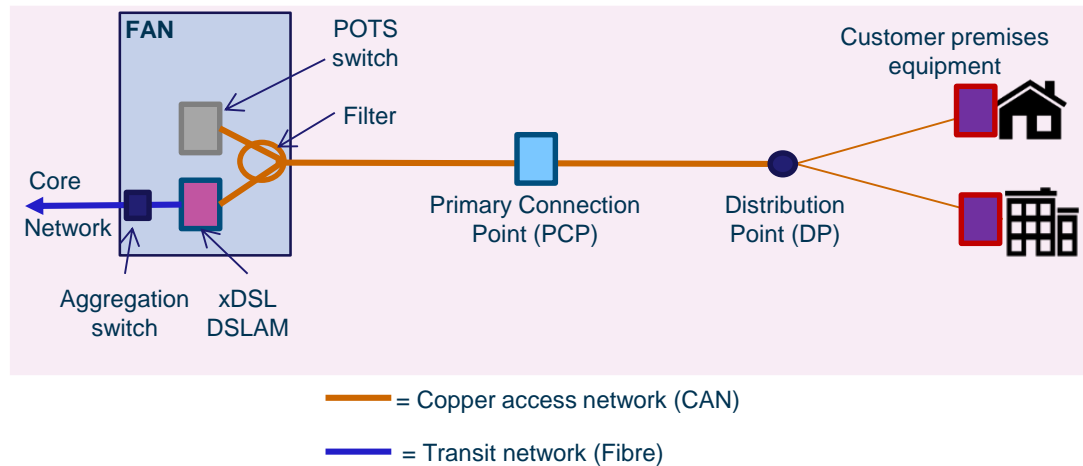 FAN
POTS
switch
Filter
Customer premises
equipment
Core
Network
Primary Connection
Point (PCP)
Distribution
Point (DP)
Aggregation
switch
xDSL
DSLAM
= Copper access network (CAN)
= Transit network (Fibre)